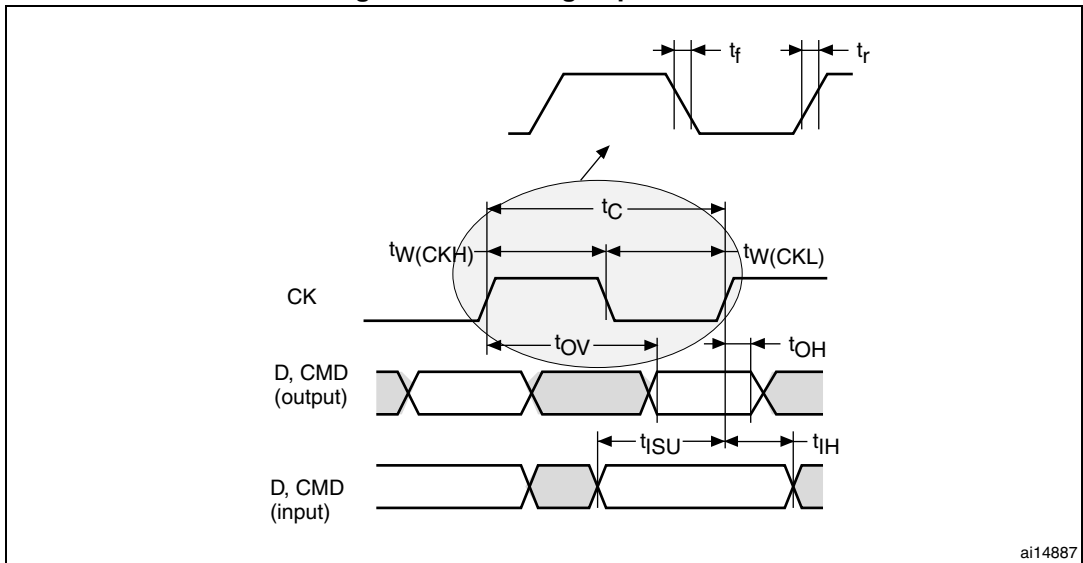 tf
tr
tC
tW(CKH)
tW(CKL)
CK
tOV
tOH
D, CMD
(output)
tISU
tIH
D, CMD
(input)
ai14887